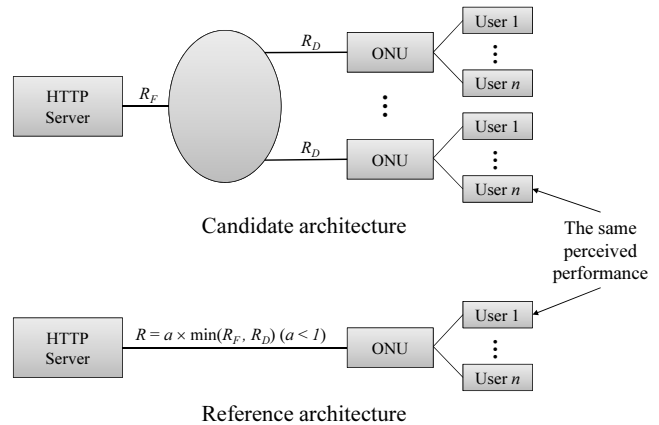 HTTP
Server
R_F
R_D
ONU
User 1
⋮
User n
⋮
R_D
ONU
User 1
⋮
User n
Candidate architecture
The same
perceived
performance
HTTP
Server
R = a × min(R_F, R_D) (a < 1)
ONU
User 1
⋮
User n
Reference architecture